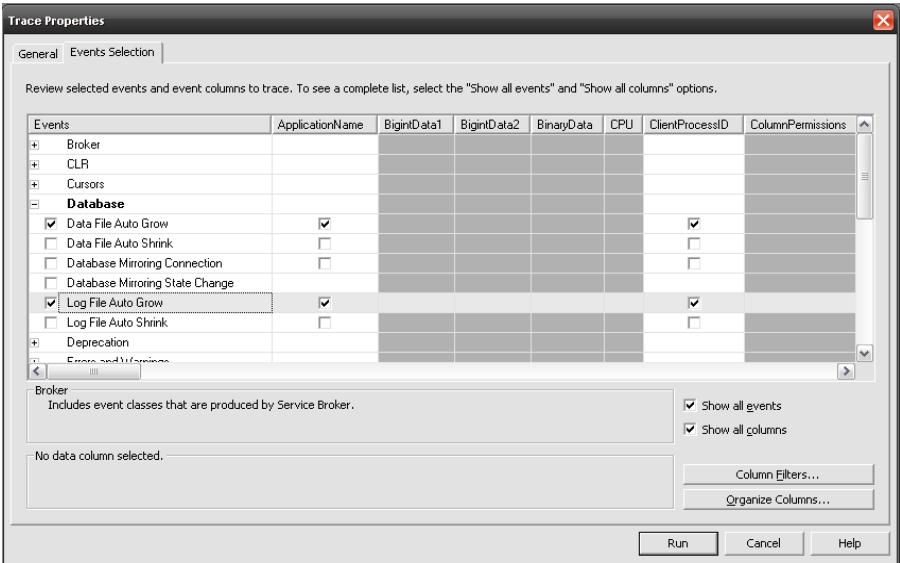 Trace Properties
General Events Selection
Review selected events and event columns to trace. To see a complete list, select the "Show all events" and "Show all columns" options.
Events ApplicationName BigintData1 BigintData2 BinaryData CPU ClientProcessID ColumnPermissions
Broker
CLR
Cursors
Database
Data File Auto Grow
Data File Auto Shrink
Database Mirroring Connection
Database Mirroring State Change
Log File Auto Grow
Log File Auto Shrink
Deprecation
Errors and Warnings
Broker
Includes event classes that are produced by Service Broker.
Show all events
Show all columns
No data column selected.
Column Filters...
Organize Columns...
Run Cancel Help